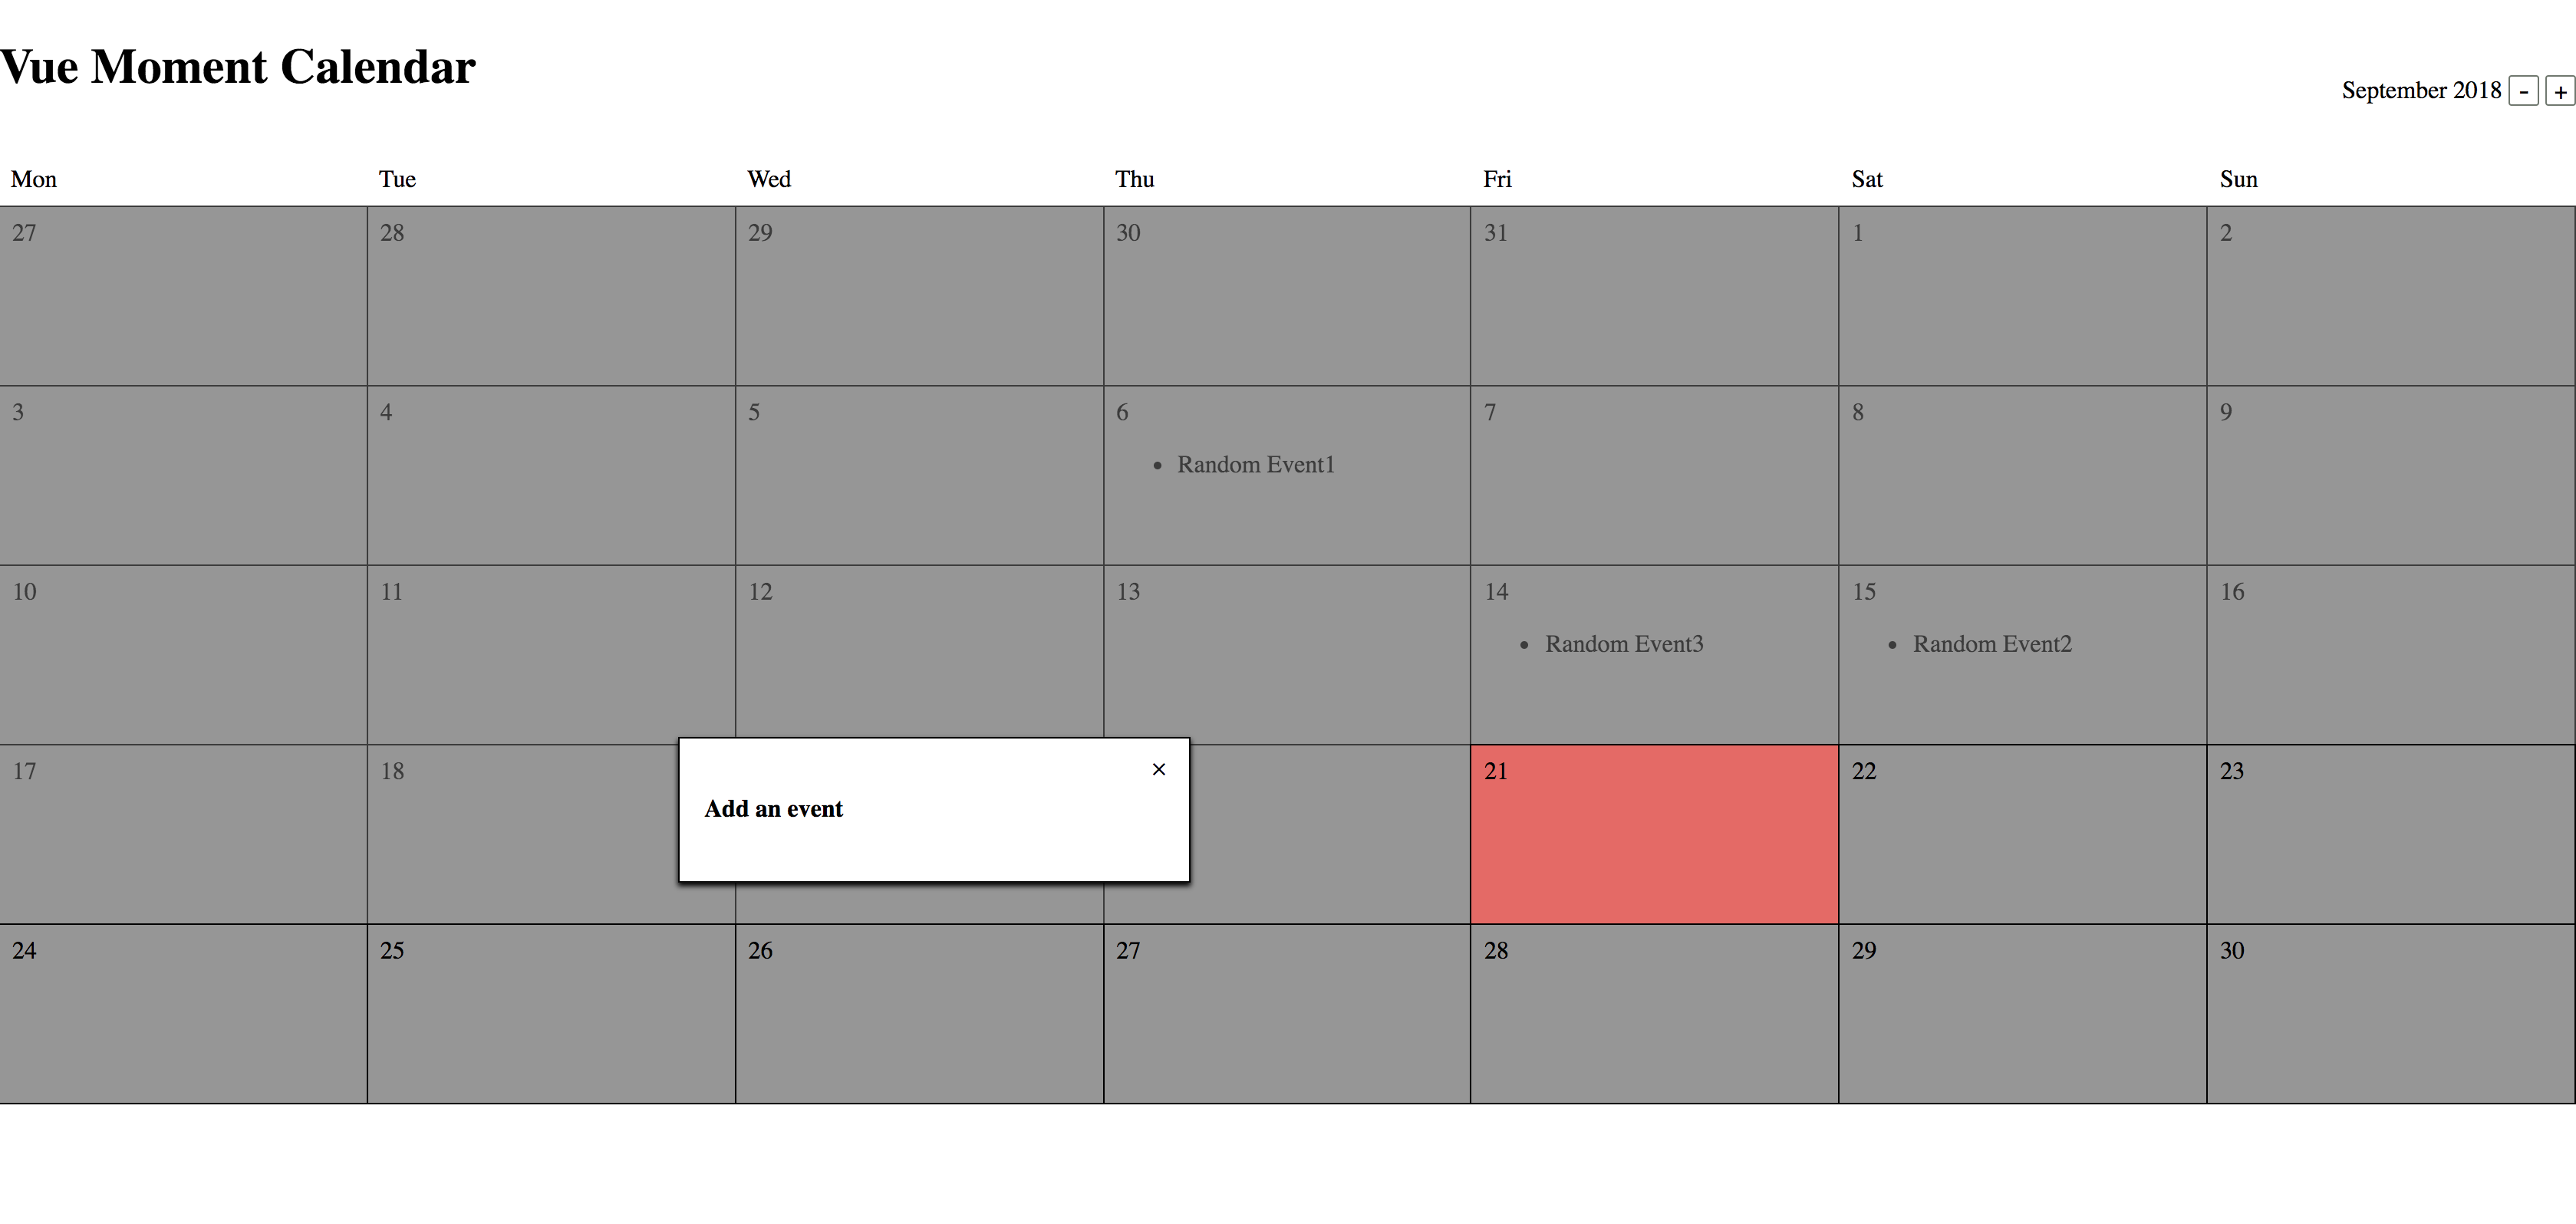 Vue Moment Calendar
September 2018 - +
Mon Tue Wed Thu Fri Sat Sun
27 28 29 30 31 1 2
3 4 5 6 7 8 9
• Random Event1
10 11 12 13 14 15 16
• Random Event3 • Random Event2
17 18 21 22 23
×
Add an event
24 25 26 27 28 29 30